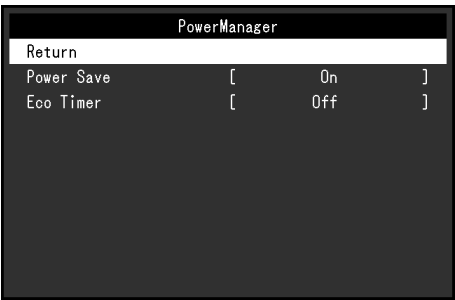 PowerManager
Return
Power Save [ On ]
Eco Timer [ Off ]